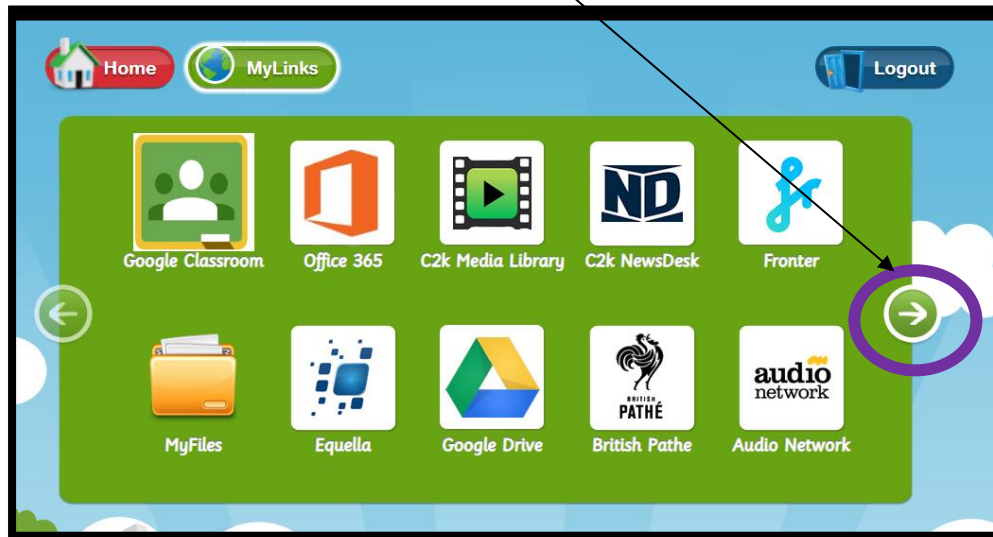 Home MyLinks Logout
Google Classroom Office 365 C2k Media Library C2k NewsDesk Fronter
ND
BRITISH
PATHÉ
audio
network
MyFiles Equella Google Drive British Pathe Audio Network